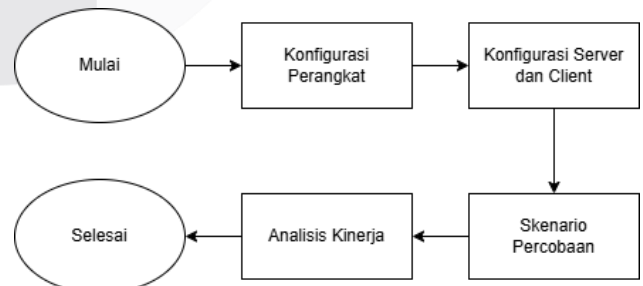 Mulai
Konfigurasi
Perangkat
Konfigurasi Server
dan Client
Skenario
Percobaan
Analisis Kinerja
Selesai